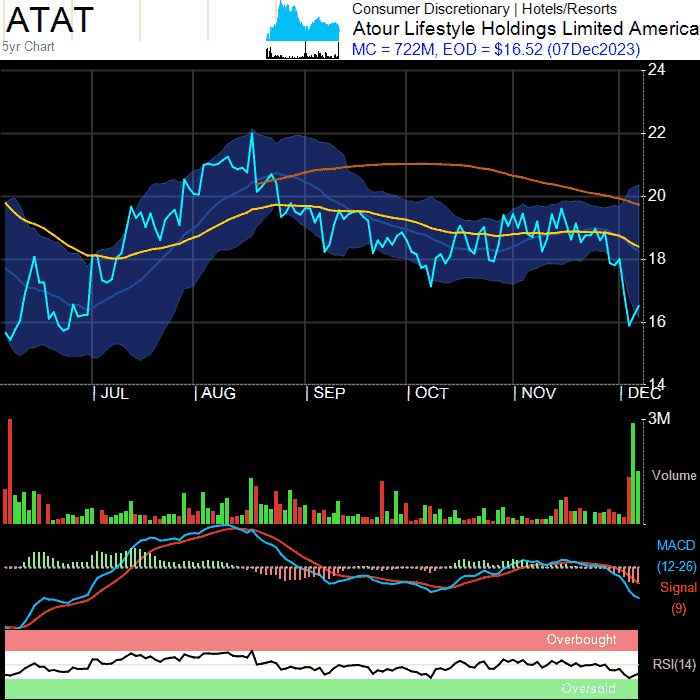 ATAT
5yr Chart
Consumer Discretionary | Hotels/Resorts
Atour Lifestyle Holdings Limited America
MC = 722M, EOD = $16.52 (07Dec2023)
24
22
20
18
16
14
| JUL | AUG | SEP | OCT | NOV | DEC
3M
Volume
MACD
(12-26)
Signal
(9)
Overbought
RSI(14)
Oversold